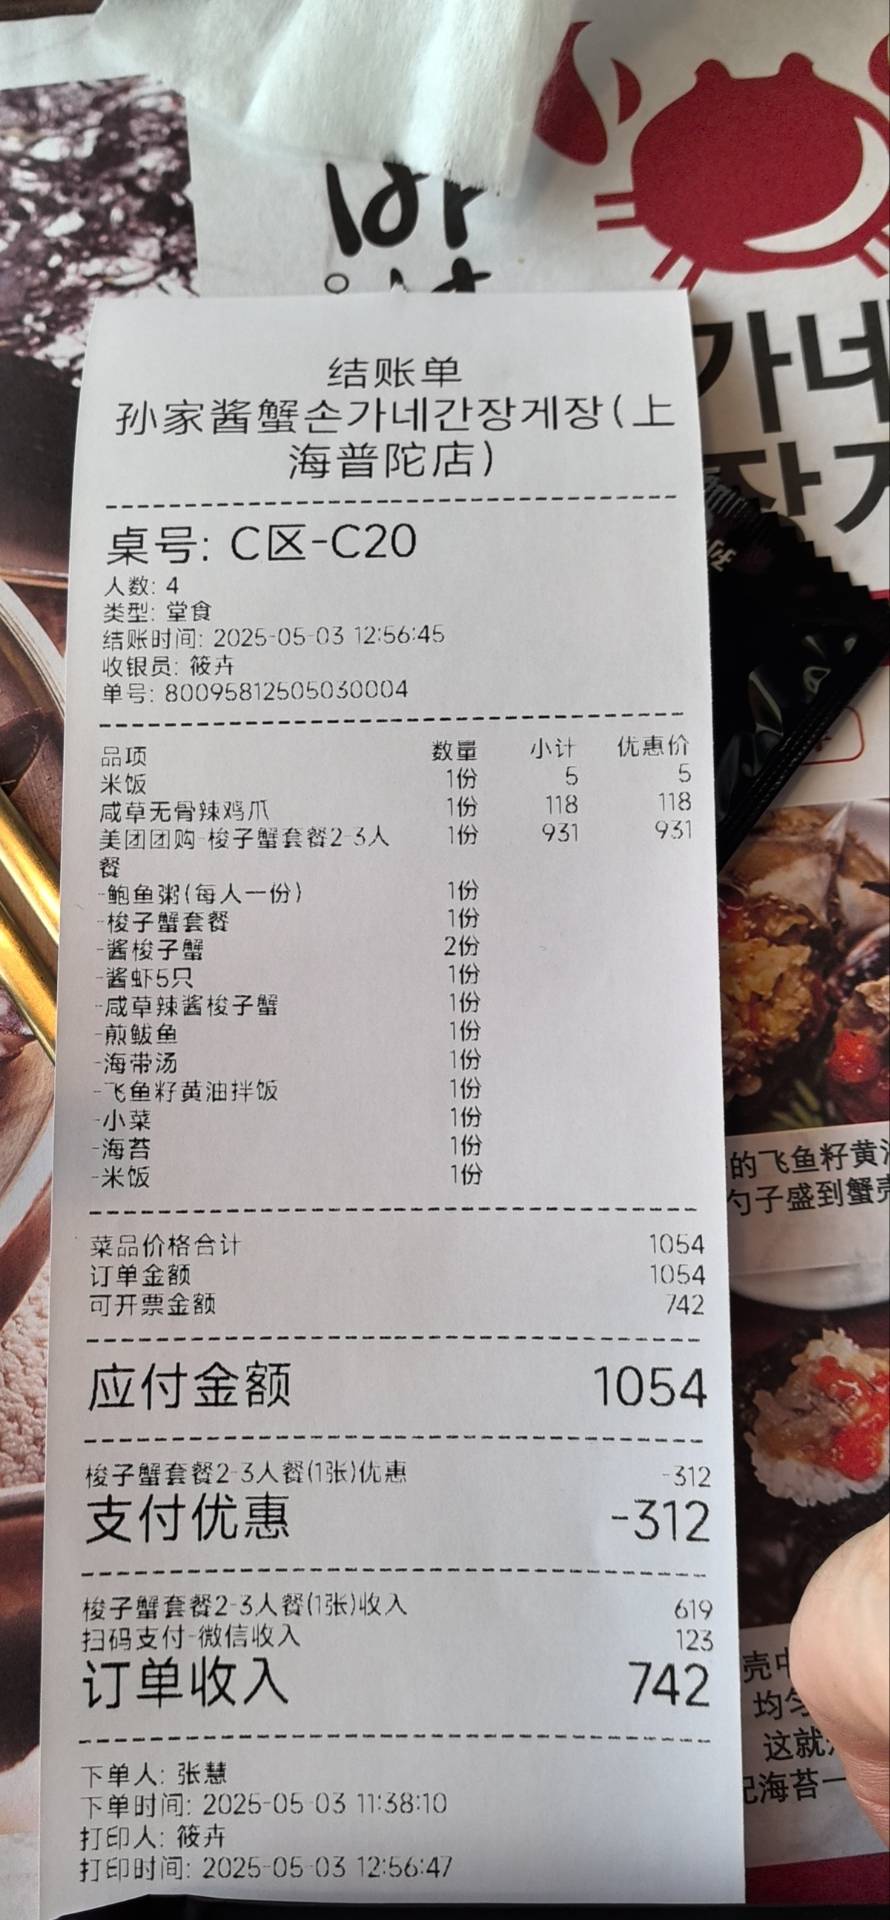 가네
결账单
孙家酱蟹손가네간장게장(上
海普陀店)
桌号: C区-C20
人数: 4
类型: 堂食
结账时间: 2025-05-03 12:56:45
收银员: 筱卉
单号: 80095812505030004
品项 数量 小计 优惠价
米饭 1份 5 5
咸草无骨辣鸡爪 1份 118 118
美团团购-梭子蟹套餐2-3人 1份 931 931
餐
-鲍鱼粥(每人一份) 1份
-梭子蟹套餐 1份
-酱梭子蟹 2份
-酱虾5只 1份
-咸草辣酱梭子蟹 1份
-煎鲅鱼 1份
-海带汤 1份
-飞鱼籽黄油拌饭 1份
-小菜 1份
-海苔 1份
-米饭 1份
菜品价格合计 1054
订单金额 1054
可开票金额 742
应付金额 1054
梭子蟹套餐2-3人餐(1张)优惠 -312
支付优惠 -312
梭子蟹套餐2-3人餐(1张)收入 619
扫码支付-微信收入 123
订单收入 742
下单人: 张慧
下单时间: 2025-05-03 11:38:10
打印人: 筱卉
打印时间: 2025-05-03 12:56:47
的飞鱼籽黄
勺子盛到蟹壳
壳中
均匀
这就
海苔一